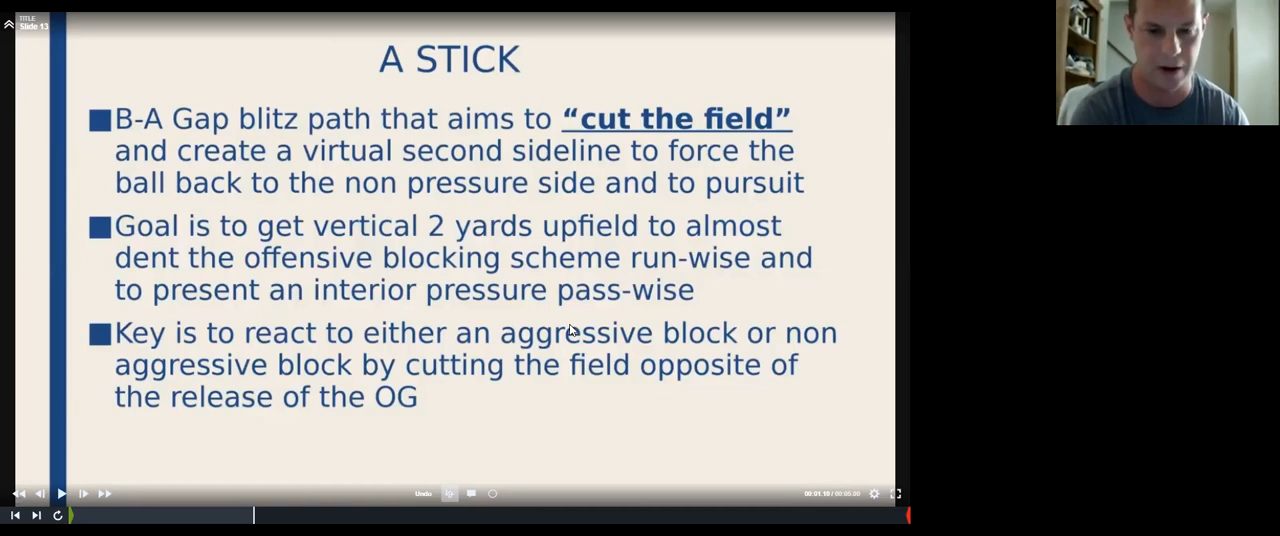 TITLE
Slide 13
A STICK
B-A Gap blitz path that aims to “cut the field”
and create a virtual second sideline to force the
ball back to the non pressure side and to pursuit
Goal is to get vertical 2 yards upfield to almost
dent the offensive blocking scheme run-wise and
to present an interior pressure pass-wise
Key is to react to either an aggressive block or non
aggressive block by cutting the field opposite of
the release of the OG
Undo